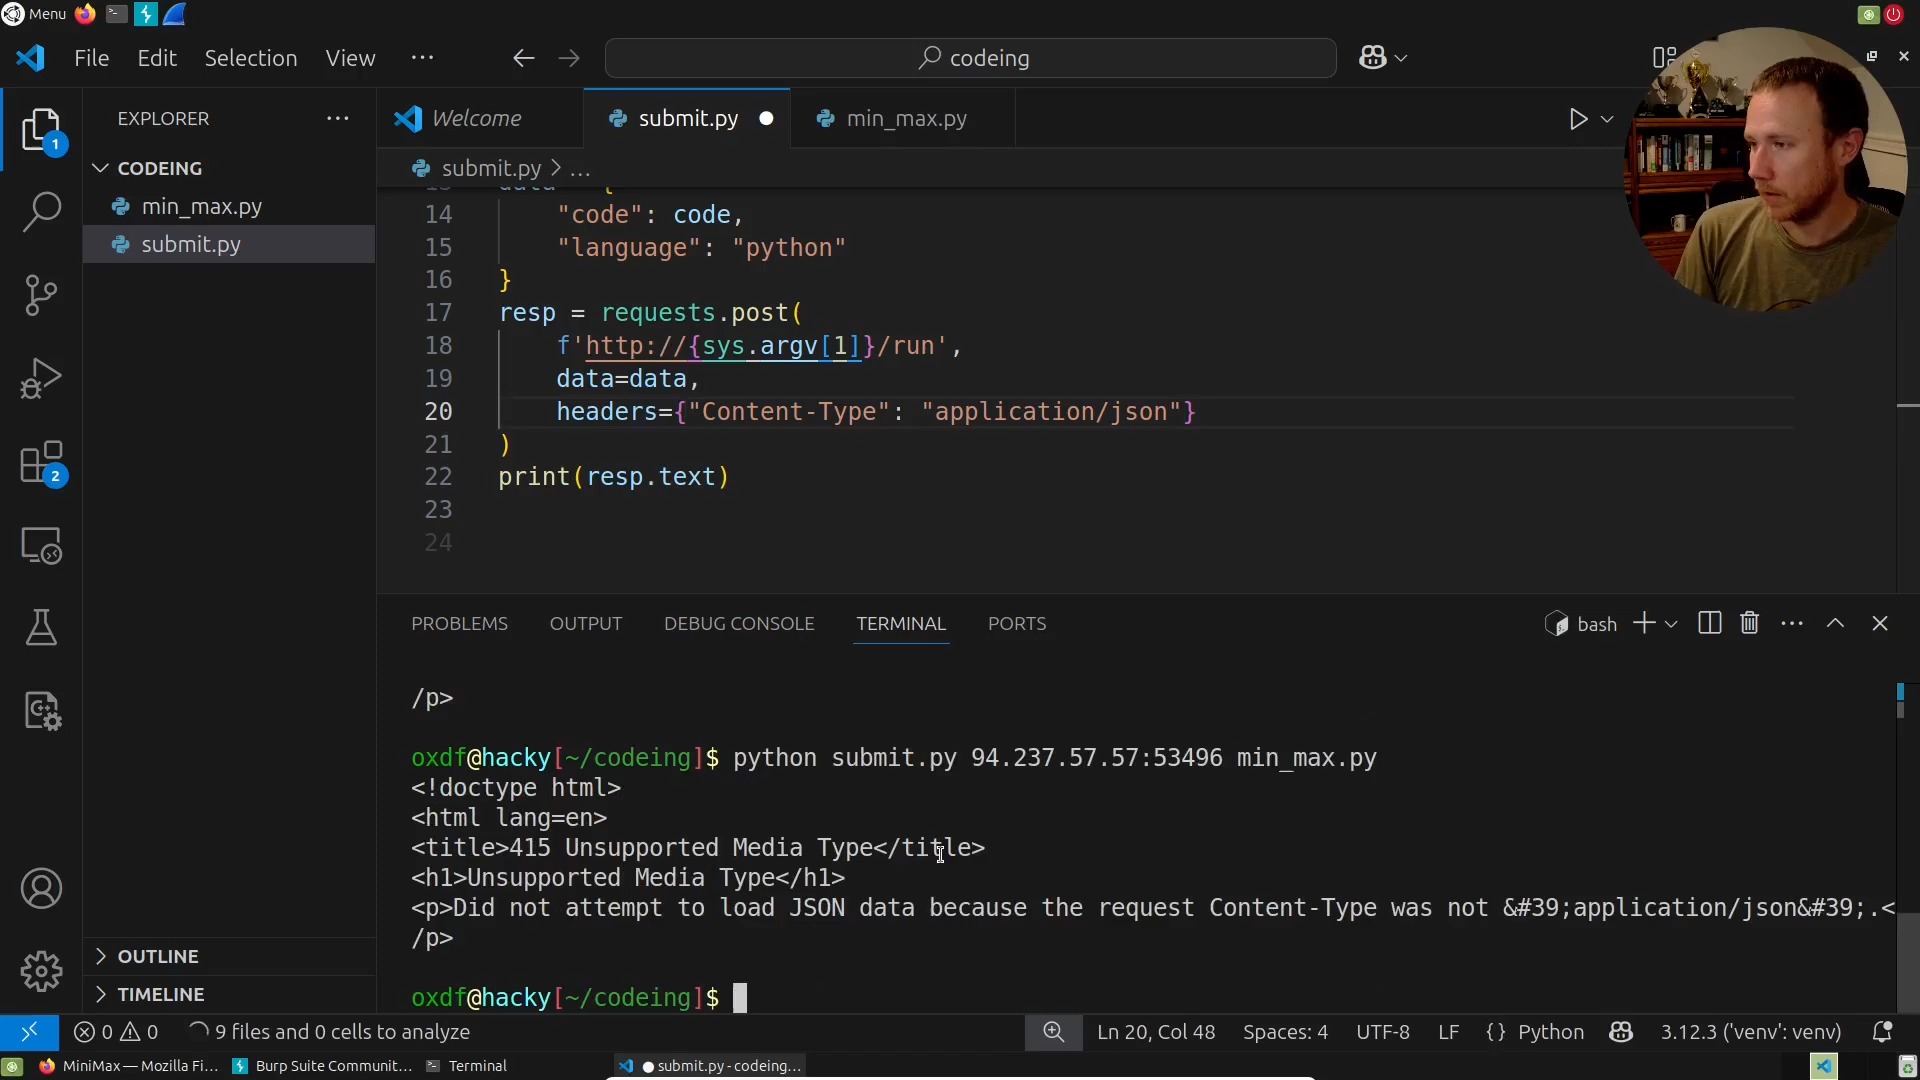 Menu
File Edit Selection View ···
codeing
EXPLORER ···
CODEING
min_max.py
submit.py
OUTLINE
TIMELINE
1
2
Welcome submit.py min_max.py
submit.py > ...
14 "code": code,
15 "language": "python"
16 }
17 resp = requests.post(
18 f'http://{sys.argv[1]}/run',
19 data=data,
20 headers={"Content-Type": "application/json"}
21 )
22 print(resp.text)
23
24
PROBLEMS OUTPUT DEBUG CONSOLE TERMINAL PORTS
bash
/p>
oxdf@hacky[~/codeing]$ python submit.py 94.237.57.57:53496 min_max.py
<!doctype html>
<html lang=en>
<title>415 Unsupported Media Type</title>
<h1>Unsupported Media Type</h1>
<p>Did not attempt to load JSON data because the request Content-Type was not &#39;application/json&#39;.<
/p>
oxdf@hacky[~/codeing]$
0 0 9 files and 0 cells to analyze
Ln 20, Col 48 Spaces: 4 UTF-8 LF {} Python 3.12.3 ('venv': venv)
MiniMax — Mozilla Fi... Burp Suite Communit... Terminal submit.py - codeing...